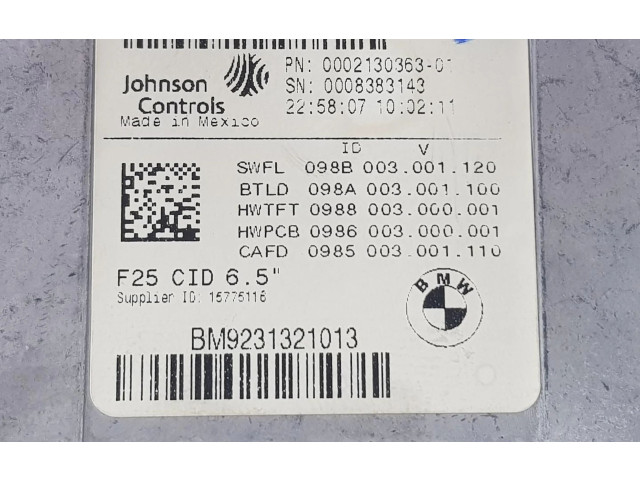 PN: 0002130363-01
SN: 0008383143
22:58:07 10:02:11
Johnson
Controls
Made in Mexico
ID V
SWFL 098B 003.001.120
BTLD 098A 003.001.100
HWTFT 0988 003.000.001
HWPCB 0986 003.000.001
CAFD 0985 003.001.110
F25 CID 6.5"
Supplier ID: 15775116
BMW
BM9231321013